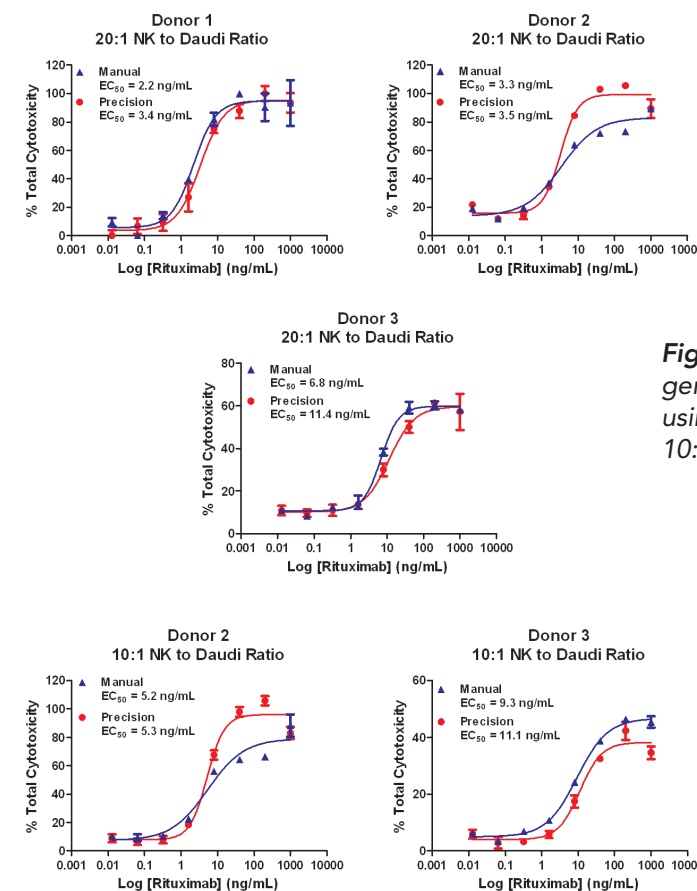 Donor 1
20:1 NK to Daudi Ratio
120
100
80
60
40
20
0
% Total Cytotoxicity
Manual
EC50 = 2.2 ng/mL
Precision
EC50 = 3.4 ng/mL
0.001 0.01 0.1 1 10 100 1000 10000
Log [Rituximab] (ng/mL)
Donor 2
20:1 NK to Daudi Ratio
120
100
80
60
40
20
0
% Total Cytotoxicity
Manual
EC50 = 3.3 ng/mL
Precision
EC50 = 3.5 ng/mL
0.001 0.01 0.1 1 10 100 1000 10000
Log [Rituximab] (ng/mL)
Donor 3
20:1 NK to Daudi Ratio
80
60
40
20
0
% Total Cytotoxicity
Manual
EC50 = 6.8 ng/mL
Precision
EC50 = 11.4 ng/mL
0.001 0.01 0.1 1 10 100 1000 10000
Log [Rituximab] (ng/mL)
Fig
ger
usin
10:
Donor 2
10:1 NK to Daudi Ratio
120
100
80
60
40
20
0
% Total Cytotoxicity
Manual
EC50 = 5.2 ng/mL
Precision
EC50 = 5.3 ng/mL
0.001 0.01 0.1 1 10 100 1000 10000
Log [Rituximab] (ng/mL)
Donor 3
10:1 NK to Daudi Ratio
60
40
20
0
% Total Cytotoxicity
Manual
EC50 = 9.3 ng/mL
Precision
EC50 = 11.1 ng/mL
0.001 0.01 0.1 1 10 100 1000 10000
Log [Rituximab] (ng/mL)